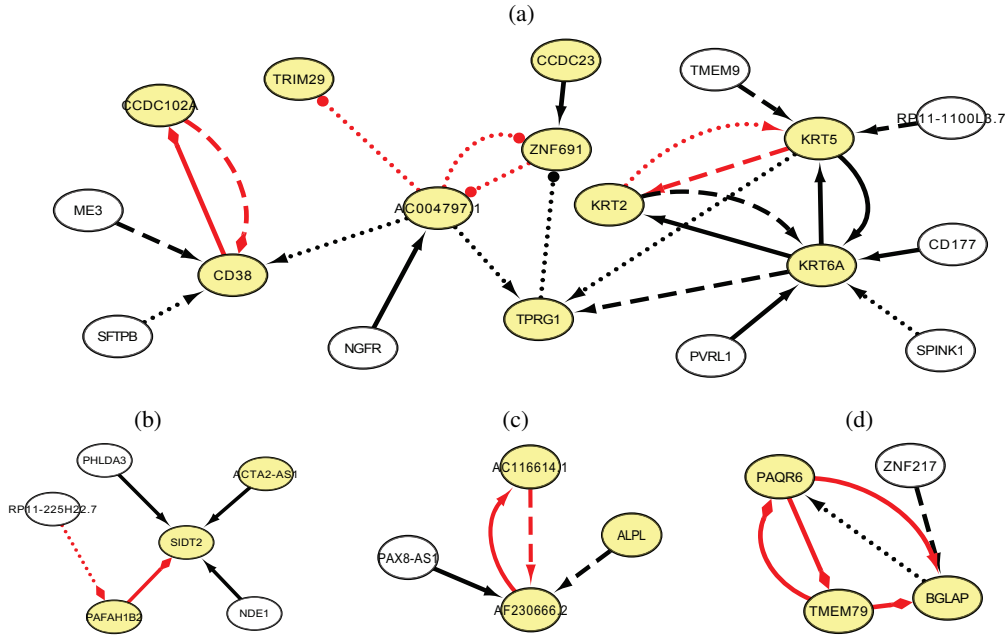 (a)
CCDC23
TRIM29
TMEM9
CCDC102A
RP11-1100L3.7
KRT5
ZNF691
ME3
AC004797.1
KRT2
CD177
CD38
KRT6A
TPRG1
SFTPB
NGFR
PVRL1
SPINK1
(b)
(c)
(d)
PHLDA3
ACTA2-AS1
AC116614.1
PAQR6
ZNF217
RP11-225H22.7
SIDT2
PAX8-AS1
ALPL
PAFAH1B2
NDE1
AF230666.2
TMEM79
BGLAP